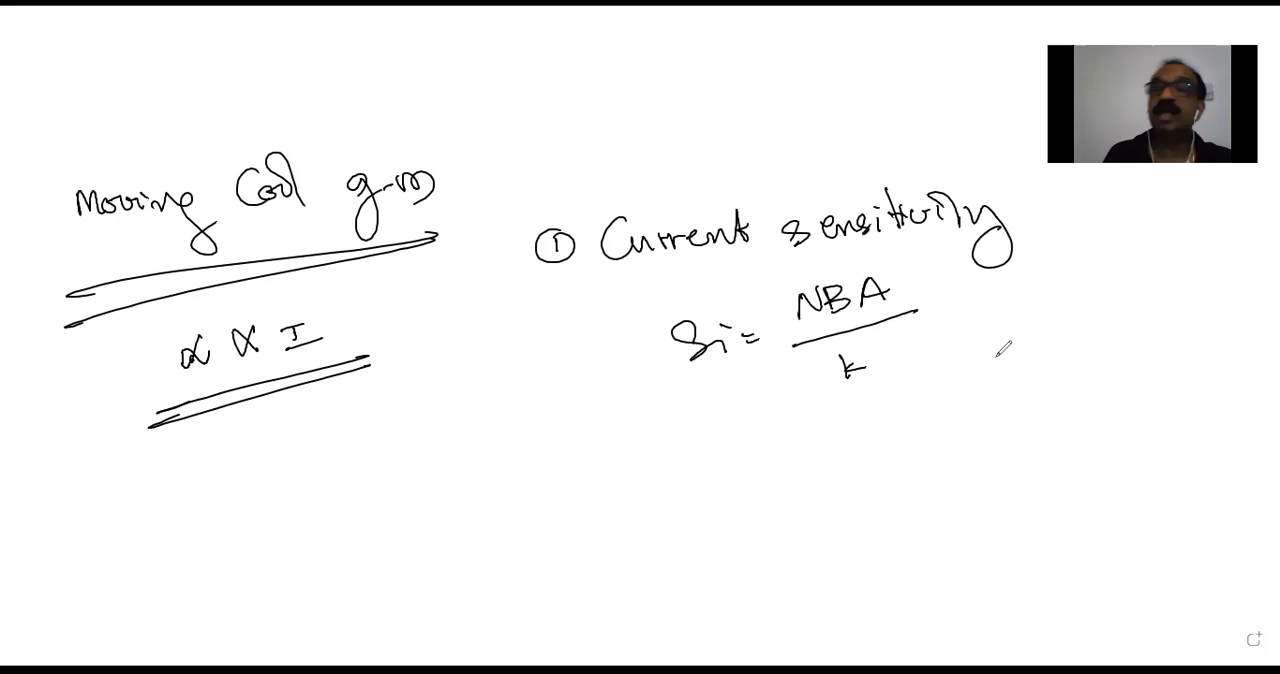 Moving Coil g-m
α ∝ I
① Current sensitivity
Si = NBA
k